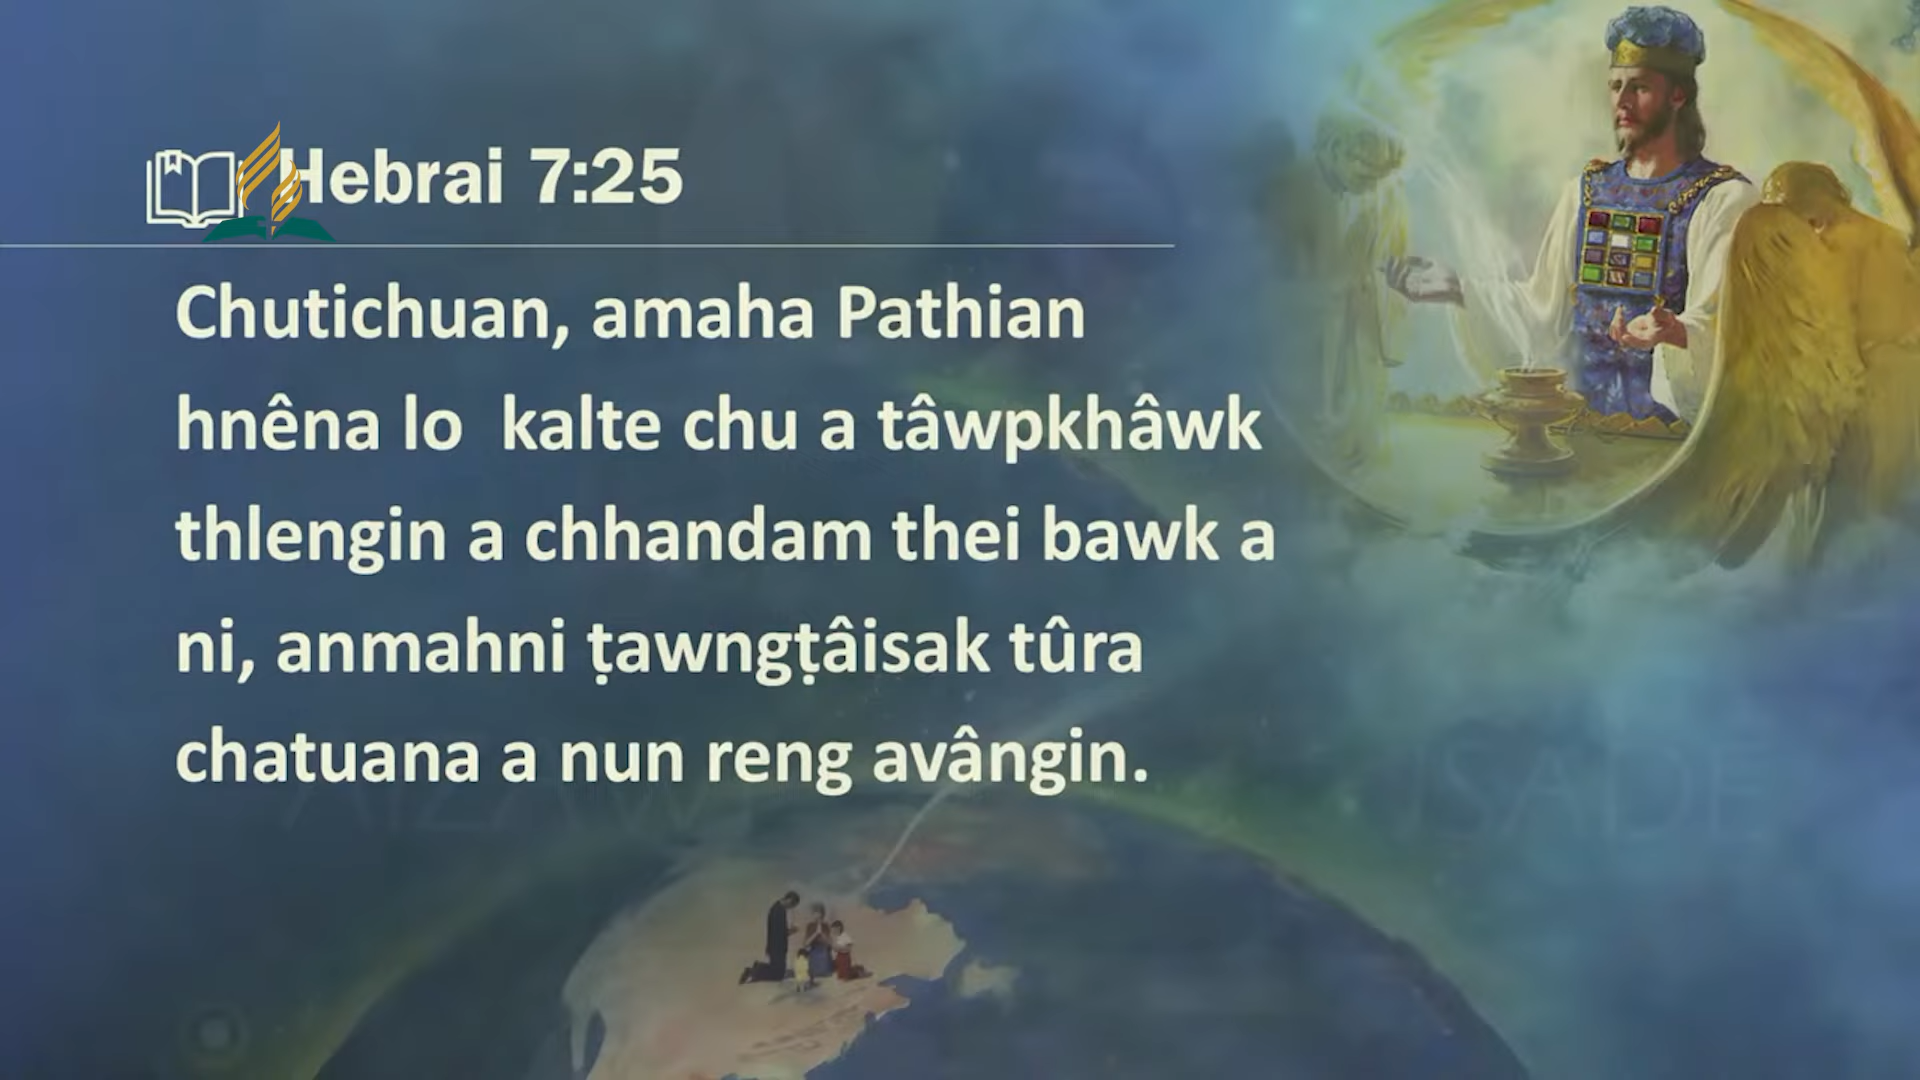 Hebrai 7:25
Chutichuan, amaha Pathian
hnêna lo kalte chu a tâwpkhâwk
thlengin a chhandam thei bawk a
ni, anmahni ṭawngṭâisak tûra
chatuana a nun reng avângin.